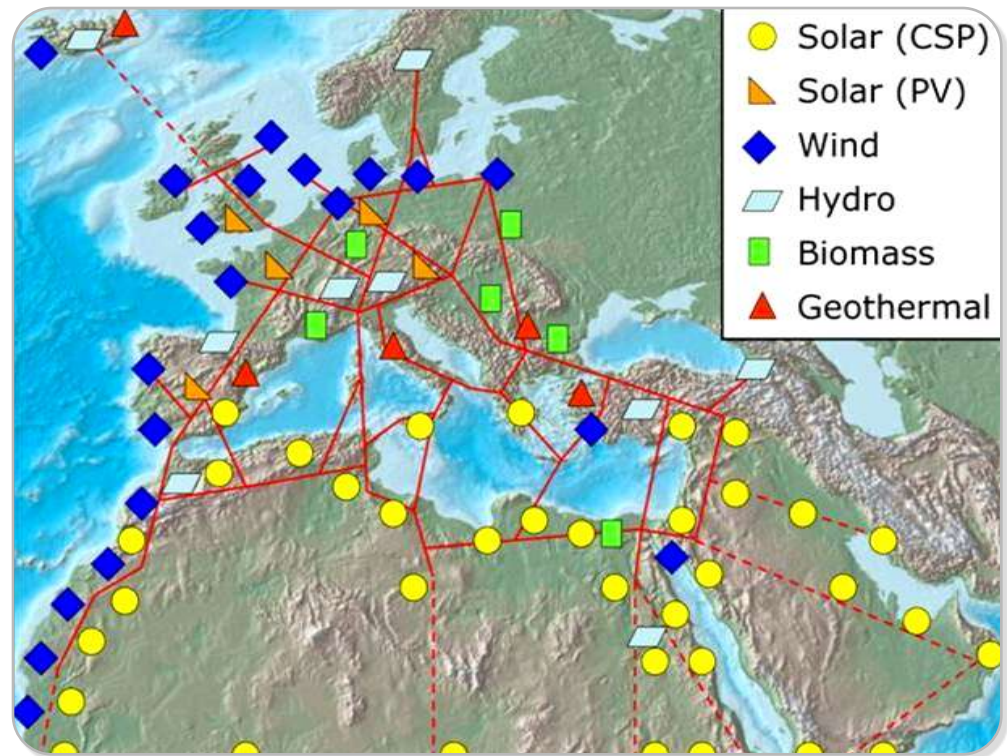 Solar (CSP)
Solar (PV)
Wind
Hydro
Biomass
Geothermal